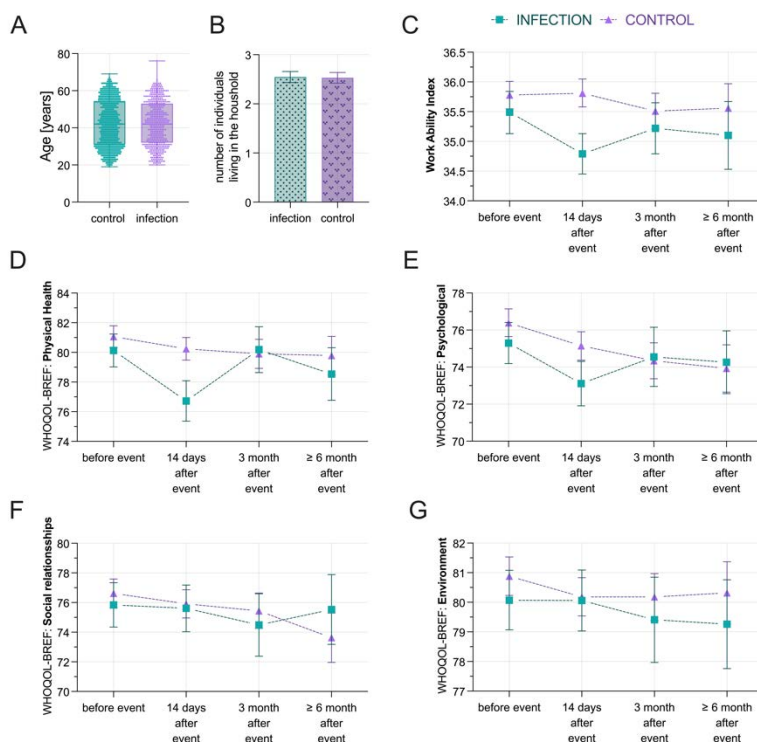 INFECTION CONTROL
A
Age [years]
80
60
40
20
0
control infection
B
number of individuals
living in the houshold
3
2
1
0
infection control
C
Work Ability Index
36.5
36.0
35.5
35.0
34.5
34.0
before event 14 days 3 month ≥ 6 month
after after after
event event event
D
WHOQOL-BREF: Physical Health
84
82
80
78
76
74
before event 14 days 3 month ≥ 6 month
after after after
event event event
E
WHOQOL-BREF: Psychological
78
76
74
72
70
before event 14 days 3 month ≥ 6 month
after after after
event event event
F
WHOQOL-BREF: Social relationsships
80
78
76
74
72
70
before event 14 days 3 month ≥ 6 month
after after after
event event event
G
WHOQOL-BREF: Environment
82
81
80
79
78
77
before event 14 days 3 month ≥ 6 month
after after after
event event event